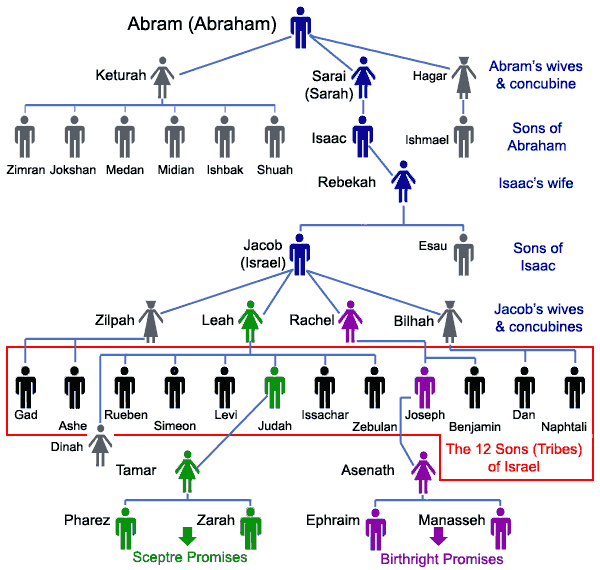 Abram (Abraham)
Keturah
Sarai
(Sarah)
Hagar
Abram's wives
& concubine
Zimran
Jokshan
Medan
Midian
Ishbak
Shuah
Isaac
Ishmael
Sons of
Abraham
Rebekah
Isaac's wife
Jacob
(Israel)
Esau
Sons of
Isaac
Zilpah
Leah
Rachel
Bilhah
Jacob's wives
& concubines
Gad
Ashe
Rueben
Simeon
Levi
Judah
Issachar
Zebulan
Joseph
Benjamin
Dan
Naphtali
Dinah
The 12 Sons (Tribes)
of Israel
Tamar
Asenath
Pharez
Zarah
Ephraim
Manasseh
Sceptre Promises
Birthright Promises